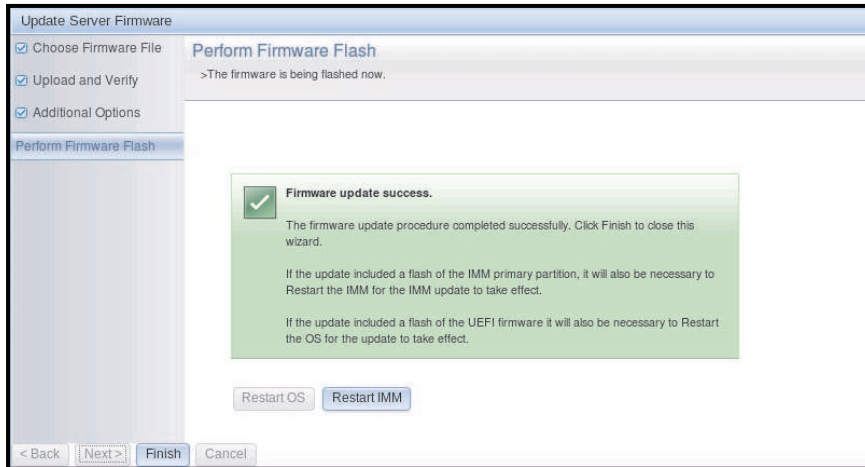 Update Server Firmware
Choose Firmware File
Upload and Verify
Additional Options
Perform Firmware Flash
Perform Firmware Flash
>The firmware is being flashed now.
Firmware update success.
The firmware update procedure completed successfully. Click Finish to close this
wizard.
If the update included a flash of the IMM primary partition, it will also be necessary to
Restart the IMM for the IMM update to take effect.
If the update included a flash of the UEFI firmware it will also be necessary to Restart
the OS for the update to take effect.
Restart OS Restart IMM
< Back Next > Finish Cancel